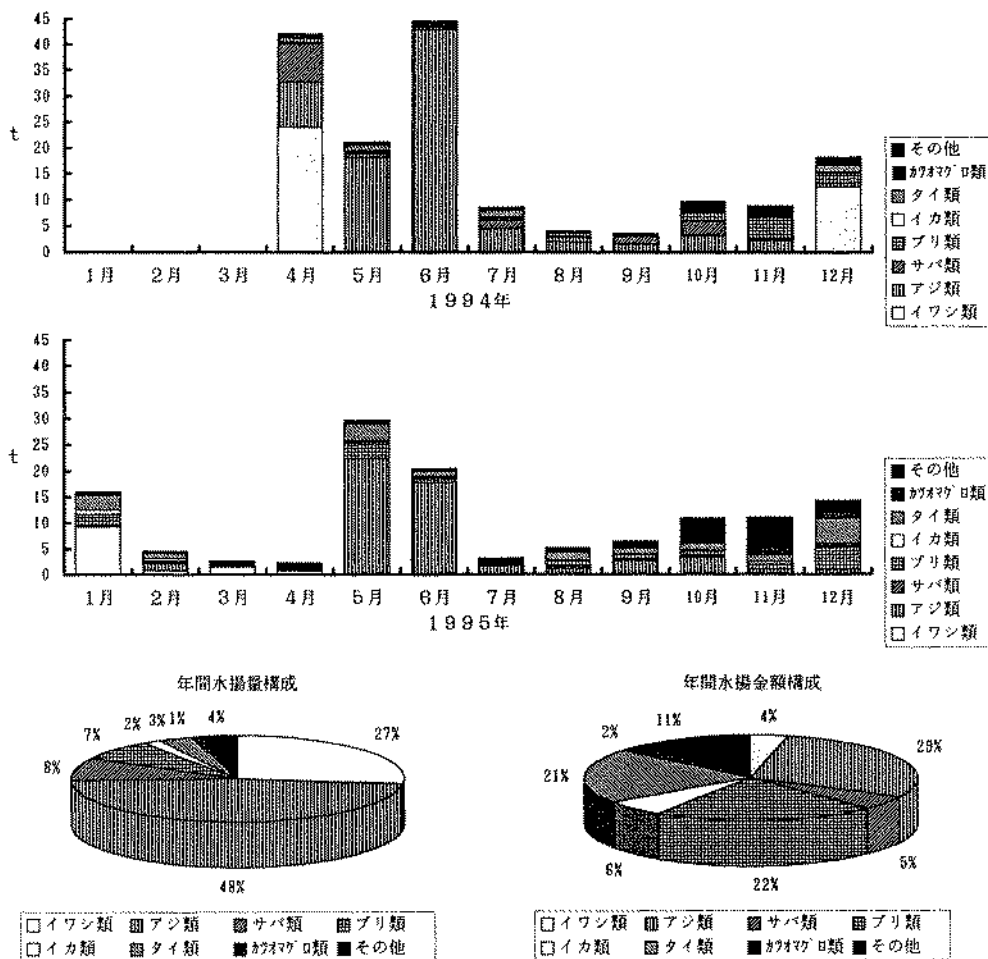 45
40
35
30
25
t
20
15
10
5
0
1月 2月 3月 4月 5月 6月 7月 8月 9月 10月 11月 12月
1994年
■その他
■カツオマグロ類
タイ類
□イカ類
ブリ類
サバ類
アジ類
□イワシ類
45
40
35
30
25
t
20
15
10
5
0
1月 2月 3月 4月 5月 6月 7月 8月 9月 10月 11月 12月
1995年
■その他
■カツオマグロ類
タイ類
□イカ類
ブリ類
サバ類
アジ類
□イワシ類
年間水揚量構成
2% 3% 1% 4%
7% 27%
8%
48%
□イワシ類 アジ類 サバ類 ブリ類
□イカ類 タイ類 カツオマグロ類 ■その他
年間水揚金額構成
2% 11% 4%
21%
6% 22% 5%
□イワシ類 アジ類 サバ類 ブリ類
□イカ類 タイ類 カツオマグロ類 ■その他